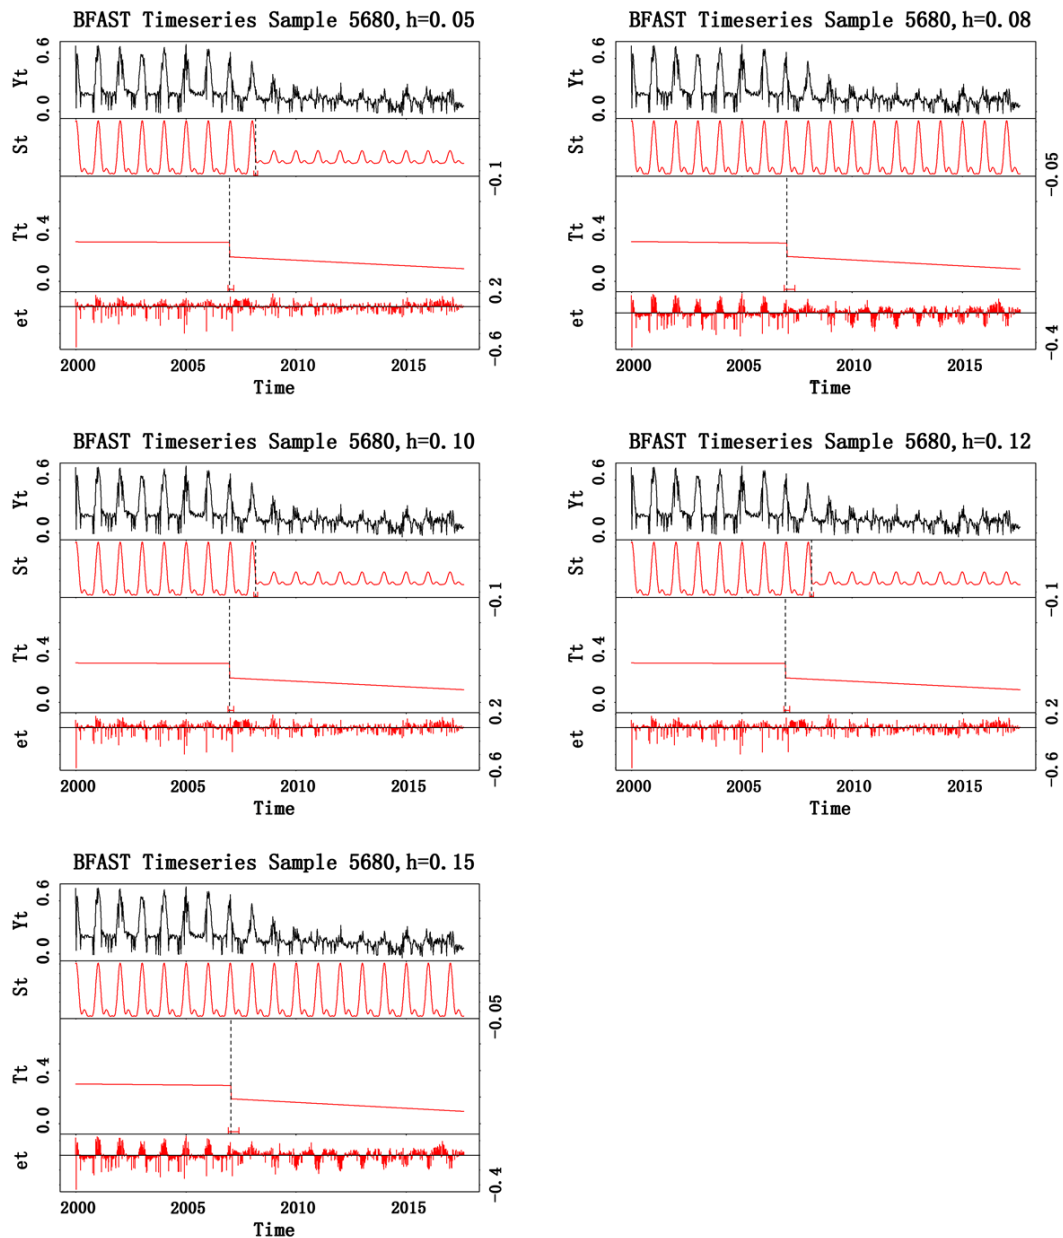 BFAST Timeseries Sample 5680, h=0.05
Yt
0.0 0.6
St
-0.1
Tt
0.0 0.4
et
-0.6 0.2
2000 2005 2010 2015
Time
BFAST Timeseries Sample 5680, h=0.08
Yt
0.0 0.6
St
-0.05
Tt
0.0 0.4
et
-0.4
2000 2005 2010 2015
Time
BFAST Timeseries Sample 5680, h=0.10
Yt
0.0 0.6
St
-0.1
Tt
0.0 0.4
et
-0.6 0.2
2000 2005 2010 2015
Time
BFAST Timeseries Sample 5680, h=0.12
Yt
0.0 0.6
St
-0.1
Tt
0.0 0.4
et
-0.6 0.2
2000 2005 2010 2015
Time
BFAST Timeseries Sample 5680, h=0.15
Yt
0.0 0.6
St
-0.05
Tt
0.0 0.4
et
-0.4
2000 2005 2010 2015
Time